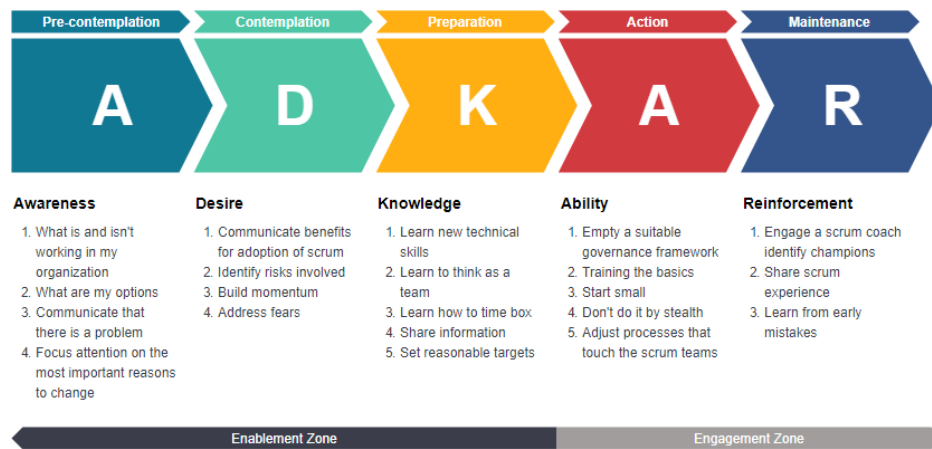 Pre-contemplation
Contemplation
Preparation
Action
Maintenance
A
D
K
A
R
Awareness
1. What is and isn't
working in my
organization
2. What are my options
3. Communicate that
there is a problem
4. Focus attention on the
most important reasons
to change
Desire
1. Communicate benefits
for adoption of scrum
2. Identify risks involved
3. Build momentum
4. Address fears
Knowledge
1. Learn new technical
skills
2. Learn to think as a
team
3. Learn how to time box
4. Share information
5. Set reasonable targets
Ability
1. Empty a suitable
governance framework
2. Training the basics
3. Start small
4. Don't do it by stealth
5. Adjust processes that
touch the scrum teams
Reinforcement
1. Engage a scrum coach
identify champions
2. Share scrum
experience
3. Learn from early
mistakes
Enablement Zone
Engagement Zone